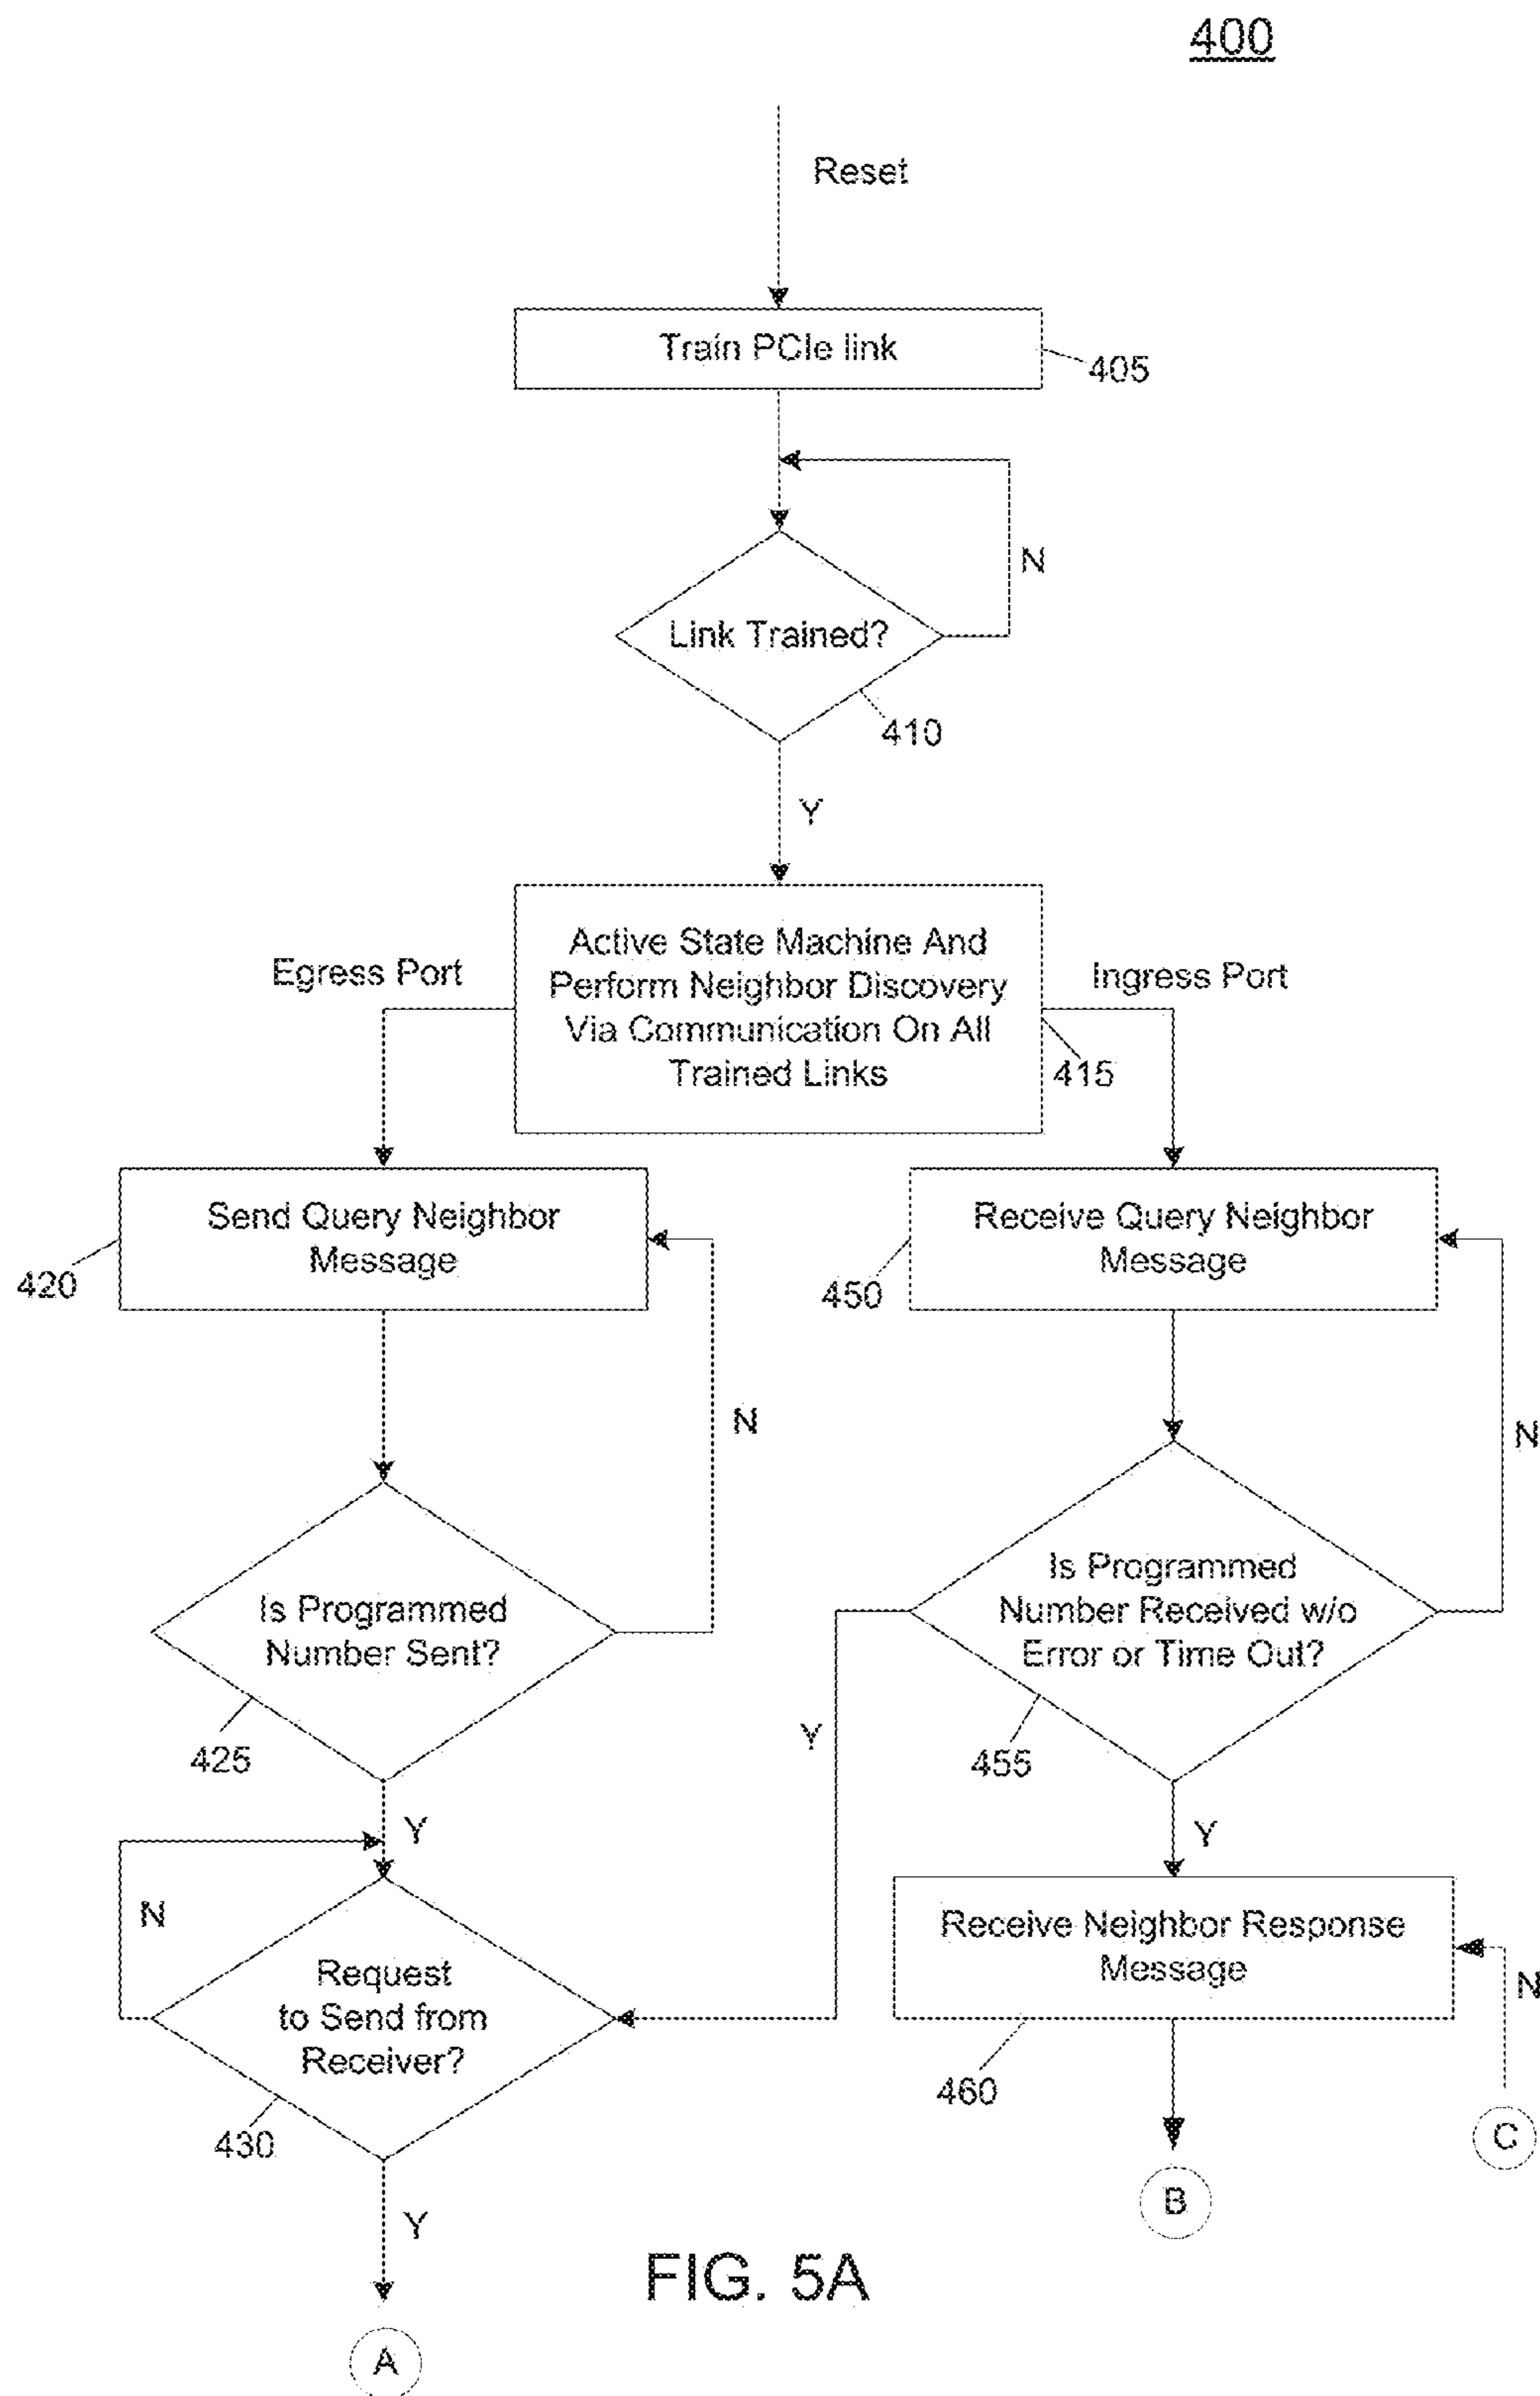 400
Reset
Train PCIe link
405
N
Link Trained?
410
Y
Egress Port
Active State Machine And
Perform Neighbor Discovery
Via Communication On All
Trained Links
Ingress Port
415
Send Query Neighbor
Message
420
Receive Query Neighbor
Message
450
N
N
Is Programmed
Number Sent?
425
Is Programmed
Number Received w/o
Error or Time Out?
455
Y
Y
Y
N
Request
to Send from
Receiver?
430
Receive Neighbor Response
Message
460
N
C
B
Y
A
FIG. 5A